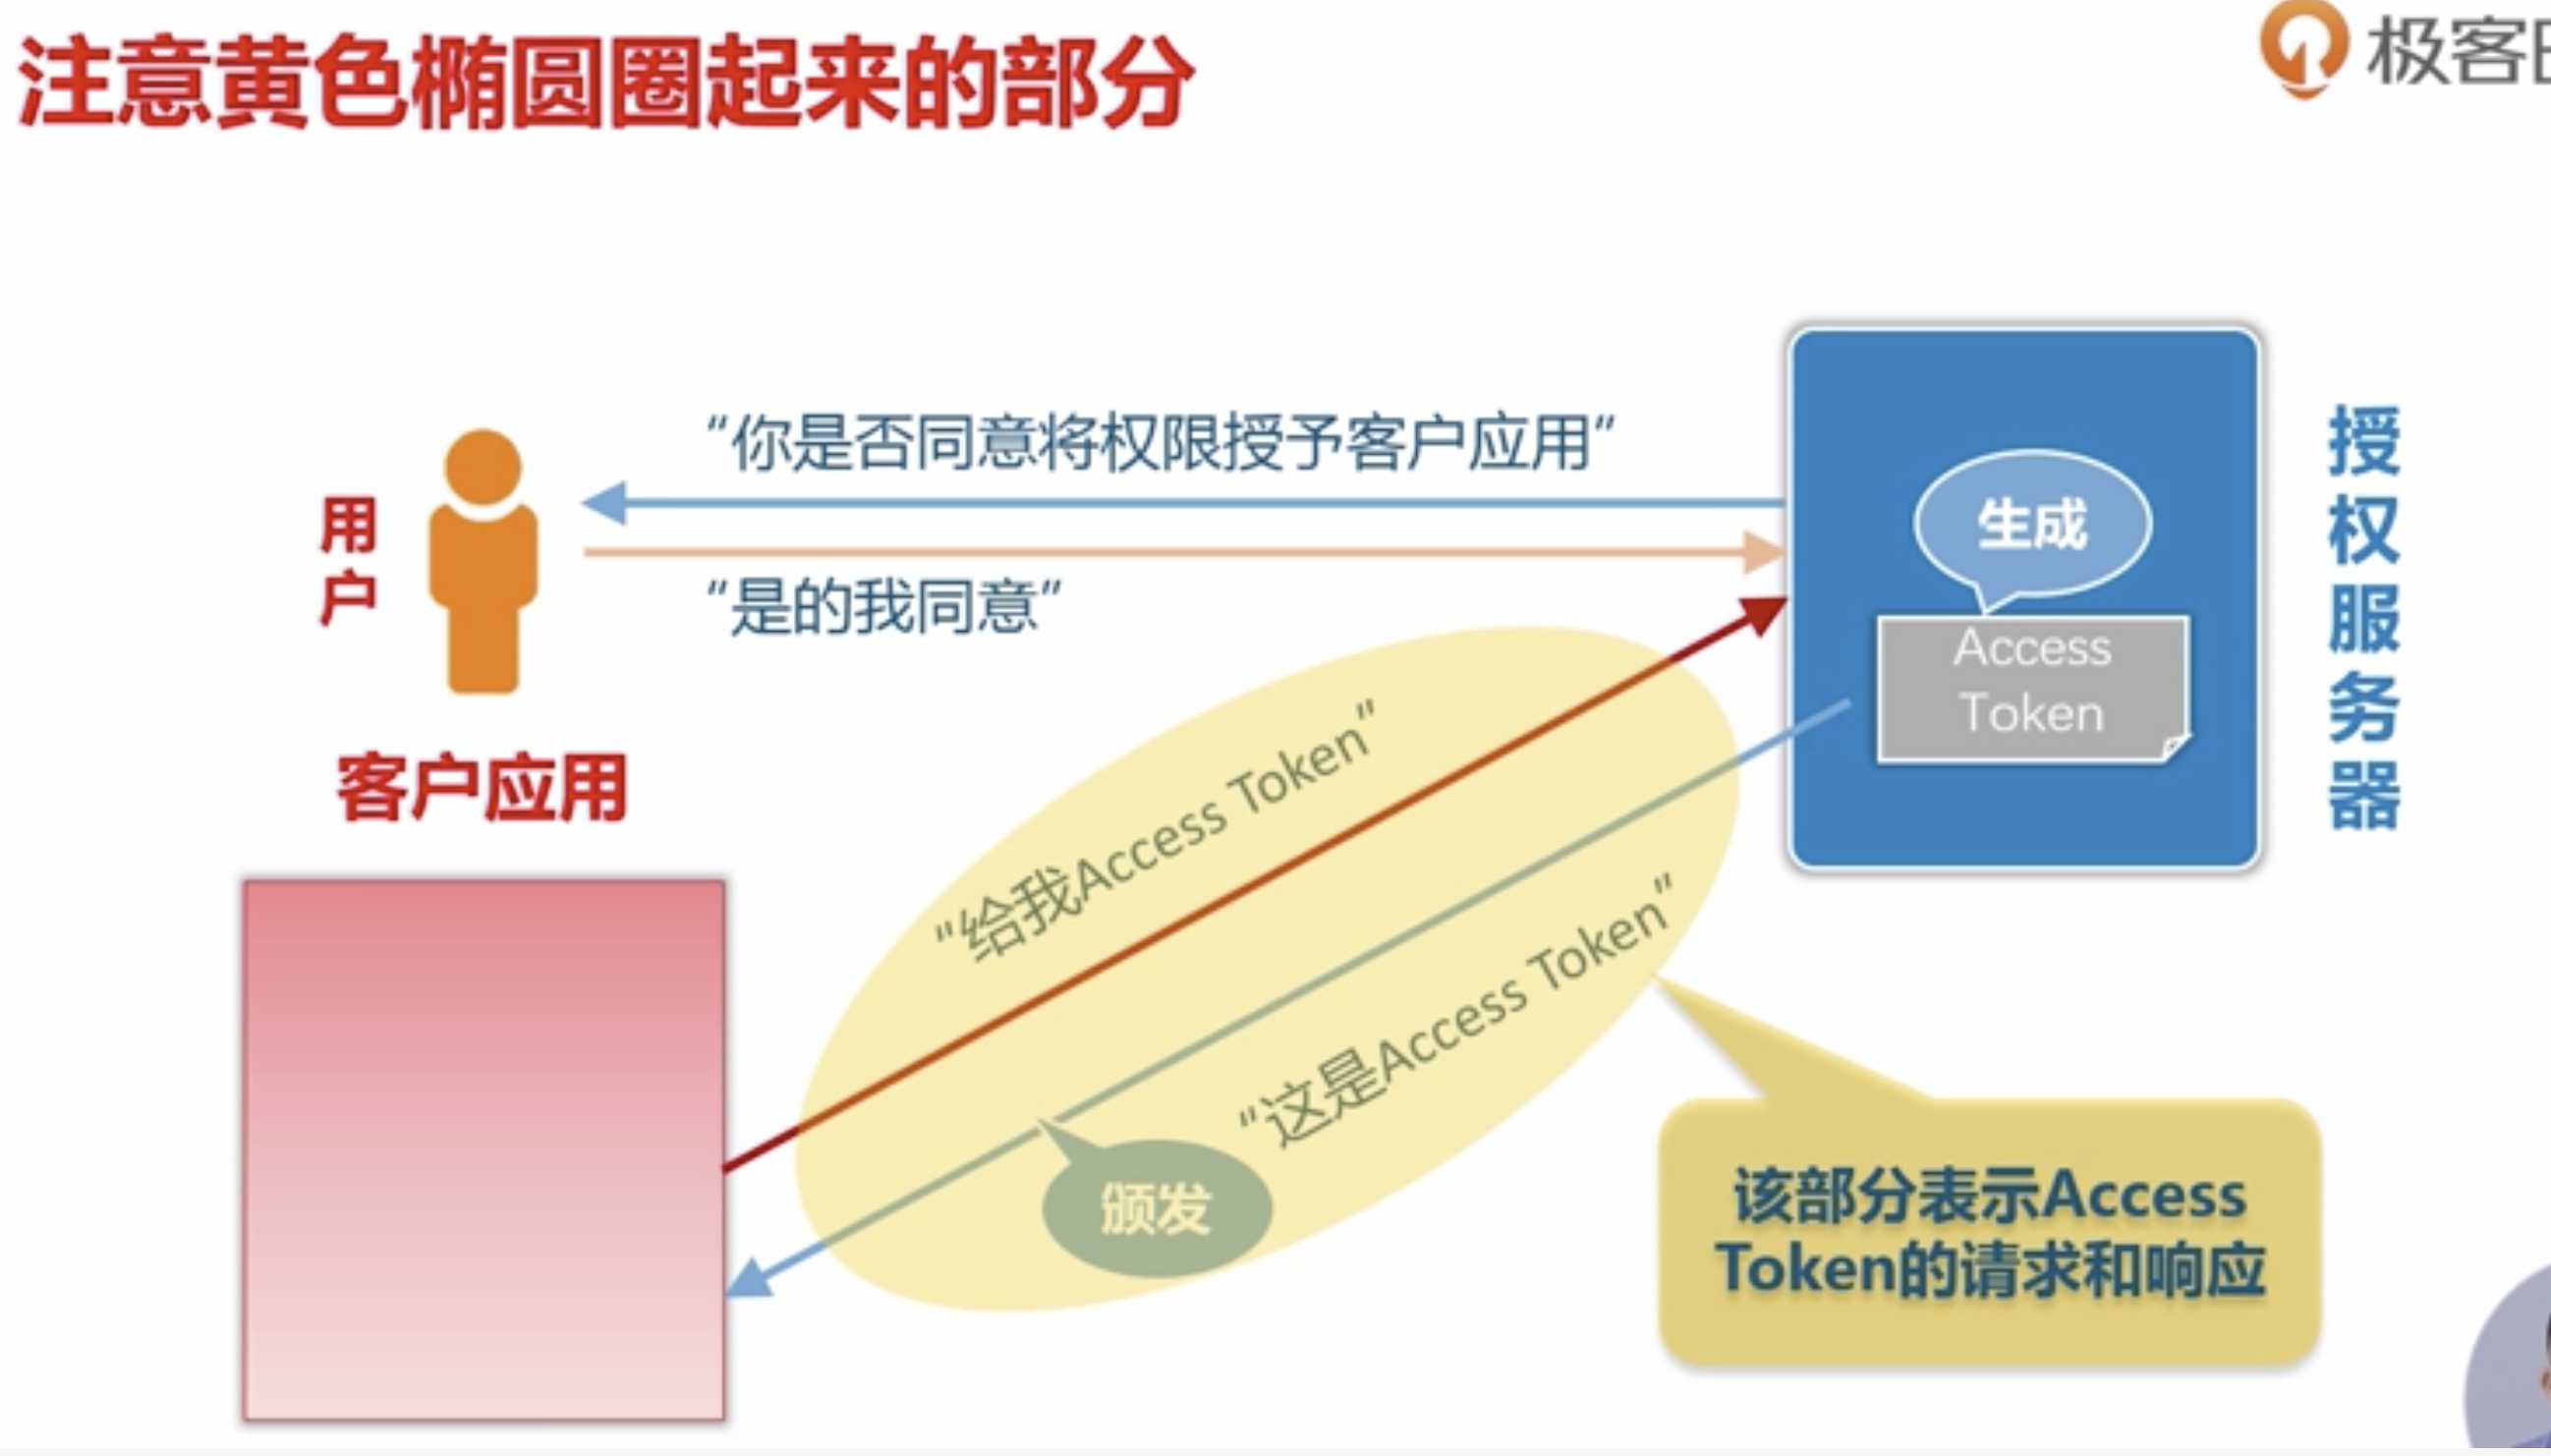 注意黄色椭圆圈起来的部分
极客
“你是否同意将权限授予客户应用”
用户
“是的我同意”
生成
Access
Token
授权服务器
客户应用
“给我Access Token”
“这是Access Token”
颁发
该部分表示Access
Token的请求和响应